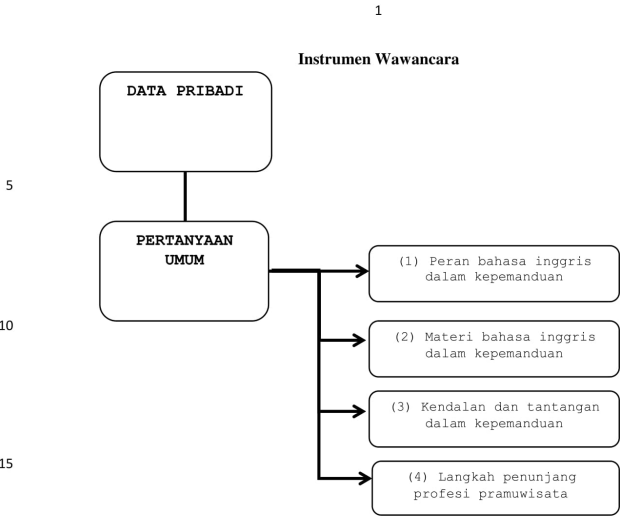 1
Instrumen Wawancara
DATA PRIBADI
5
PERTANYAAN
UMUM
(1) Peran bahasa inggris
dalam kepemanduan
10
(2) Materi bahasa inggris
dalam kepemanduan
(3) Kendalan dan tantangan
dalam kepemanduan
15
(4) Langkah penunjang
profesi pramuwisata